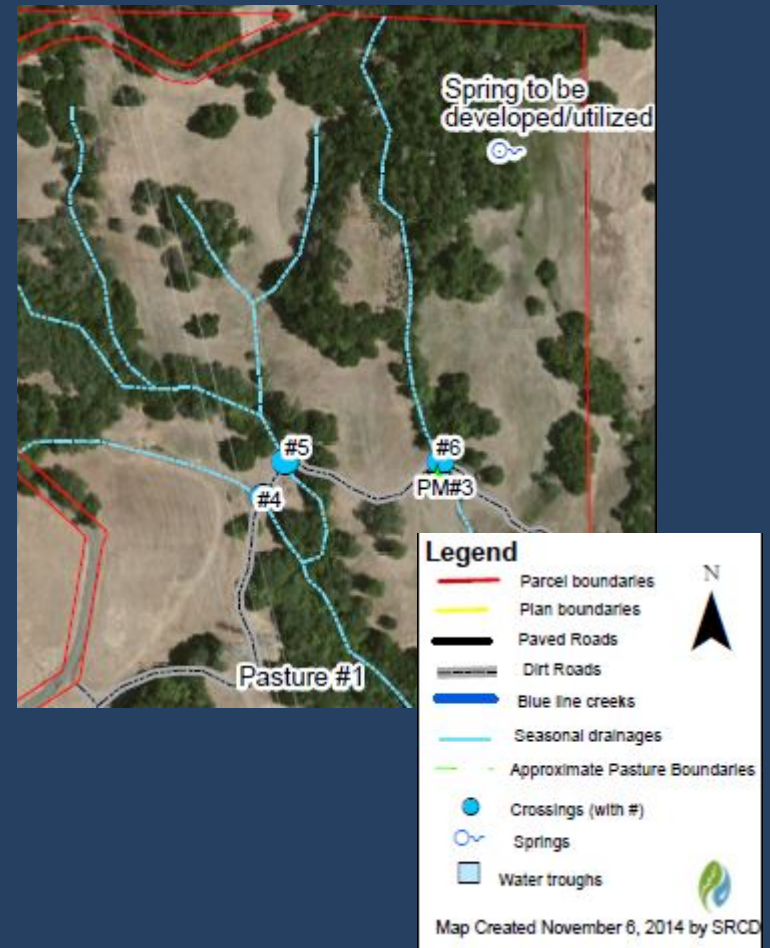 Spring to be
developed/utilized
#5
#6
PM#3
#4
Pasture #1
Legend
N
Parcel boundaries
Plan boundaries
Paved Roads
Dirt Roads
Blue line creeks
Seasonal drainages
Approximate Pasture Boundaries
Crossings (with #)
Springs
Water troughs
Map Created November 6, 2014 by SRCD